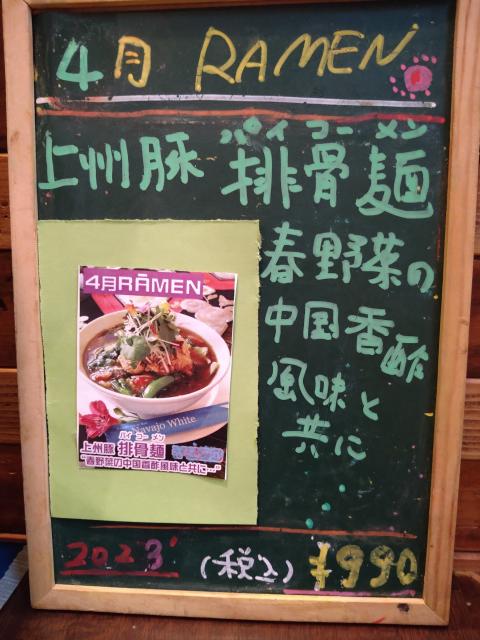 4月 RAMEN
パイ コー メン
上州豚 排骨麺
春野菜の
中国香酢
風味と
共に…
4月RAMEN
Navajo White
パイ コー メン
上州豚 排骨麺
"春野菜の中国香酢風味と共に…"
2023'
(税込) ¥990